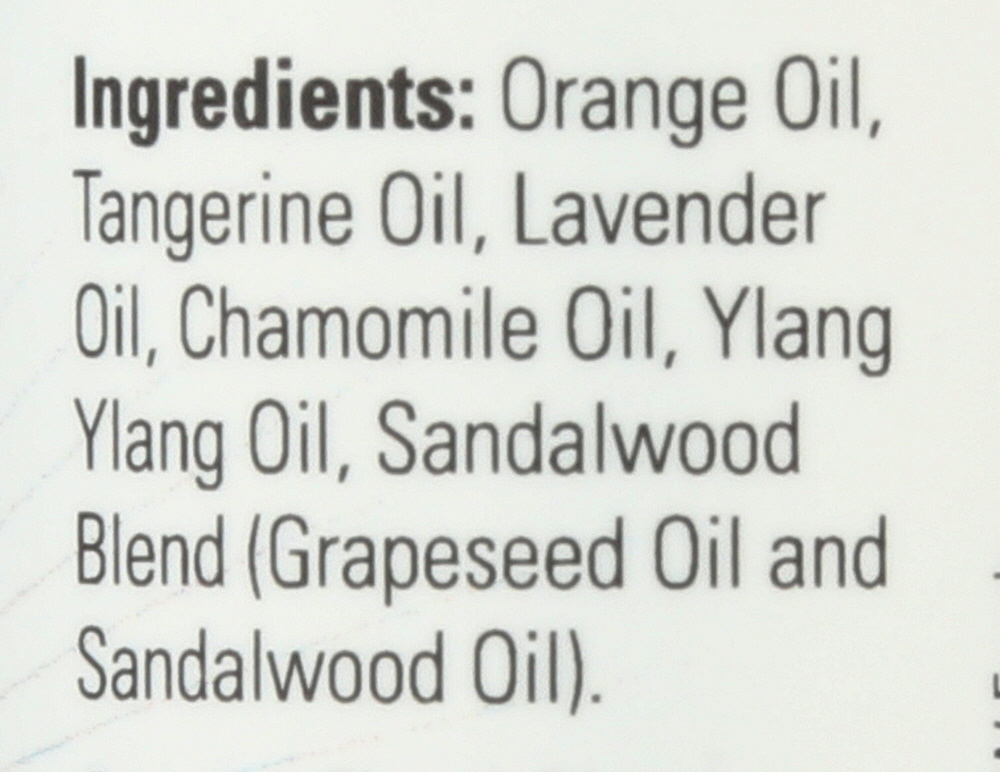 Ingredients: Orange Oil,
Tangerine Oil, Lavender
Oil, Chamomile Oil, Ylang
Ylang Oil, Sandalwood
Blend (Grapeseed Oil and
Sandalwood Oil).